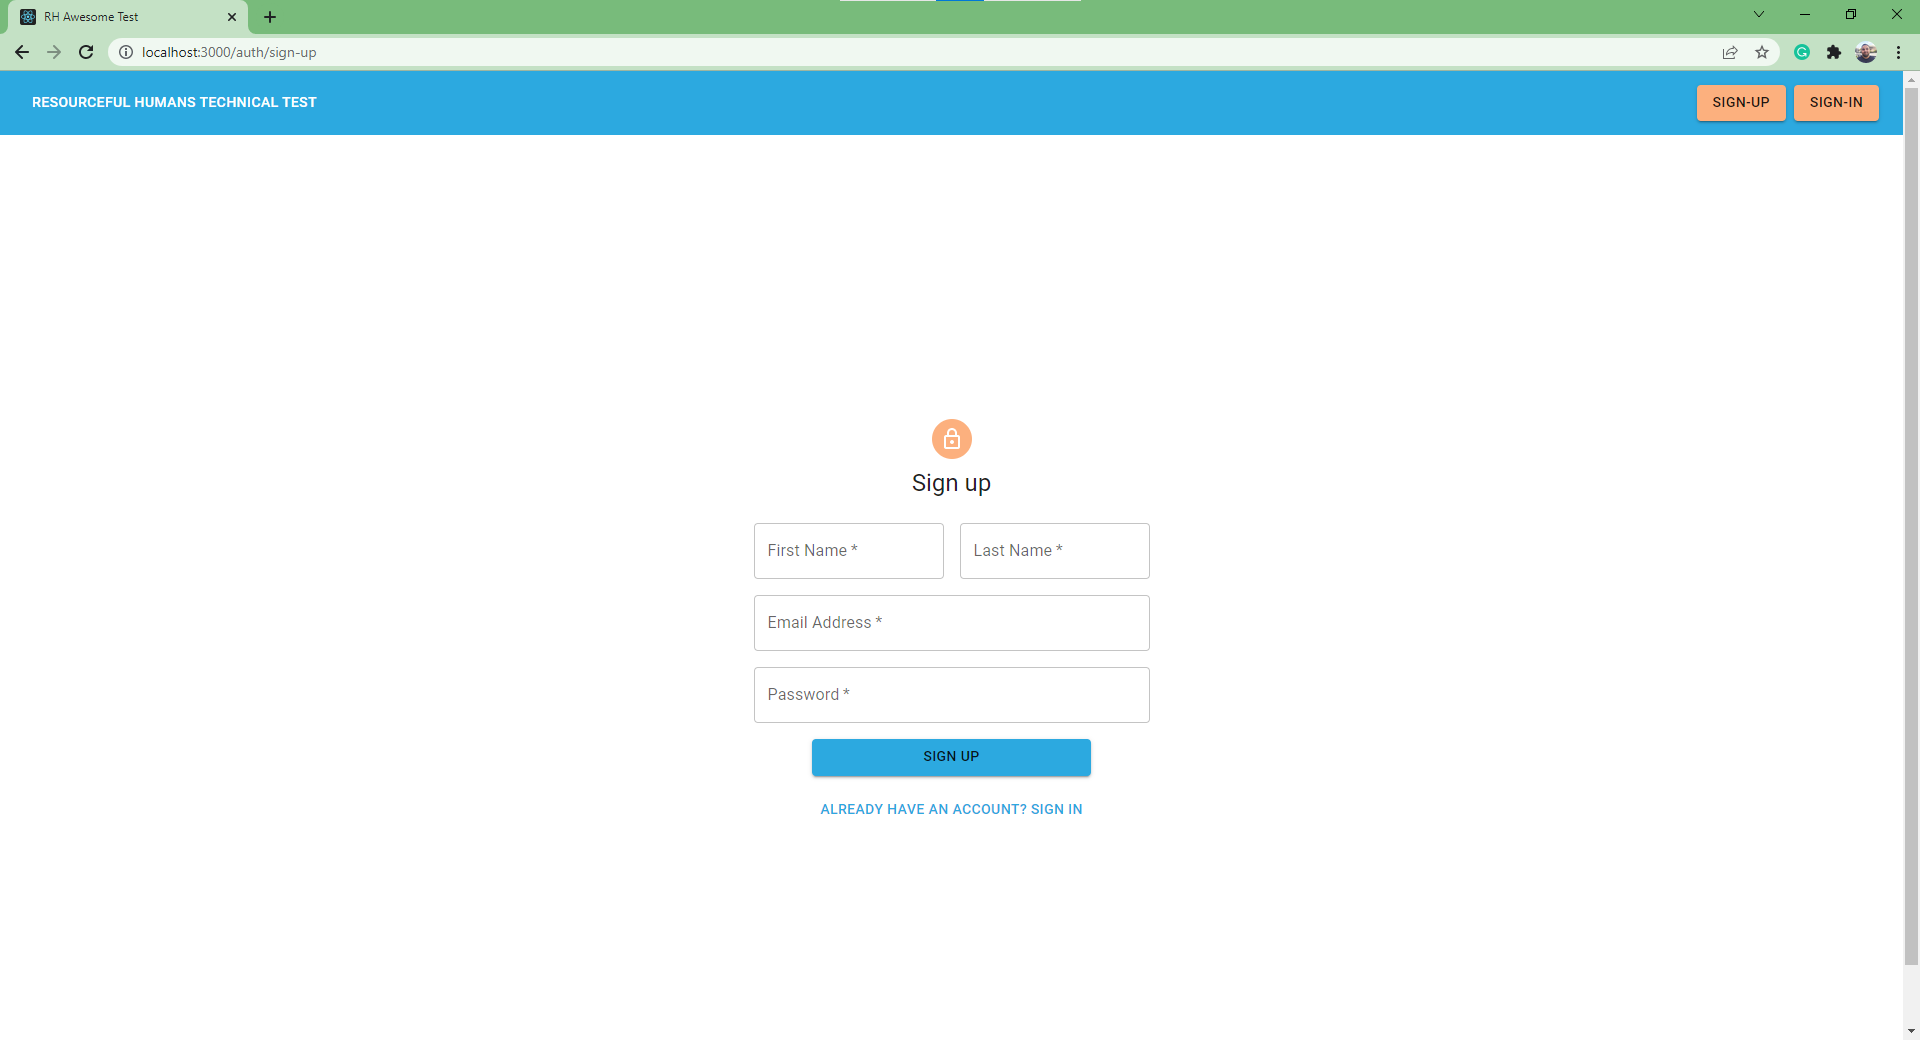 RH Awesome Test
localhost:3000/auth/sign-up
RESOURCEFUL HUMANS TECHNICAL TEST
SIGN-UP
SIGN-IN
Sign up
First Name *
Last Name *
Email Address *
Password *
SIGN UP
ALREADY HAVE AN ACCOUNT? SIGN IN